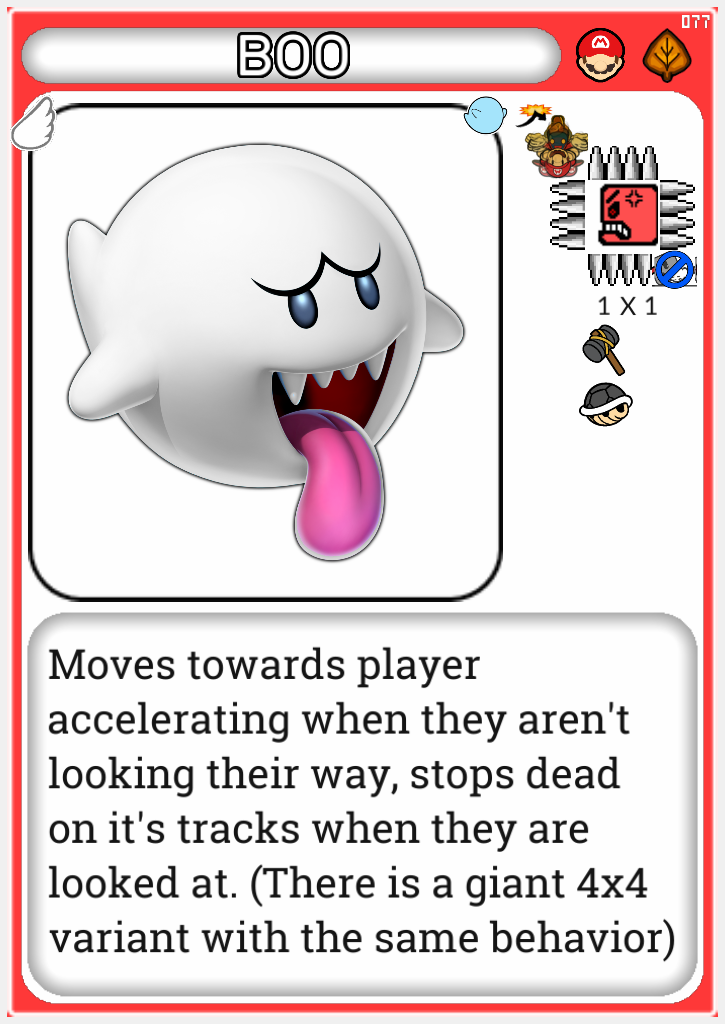 077
BOO
1 X 1
Moves towards player
accelerating when they aren't
looking their way, stops dead
on it's tracks when they are
looked at. (There is a giant 4x4
variant with the same behavior)